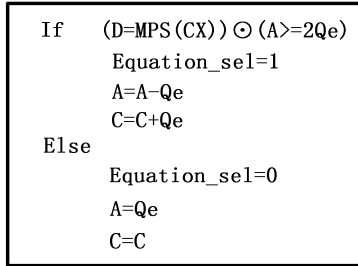 If (D=MPS(CX))⊙(A>=2Qe)
Equation_sel=1
A=A-Qe
C=C+Qe
Else
Equation_sel=0
A=Qe
C=C